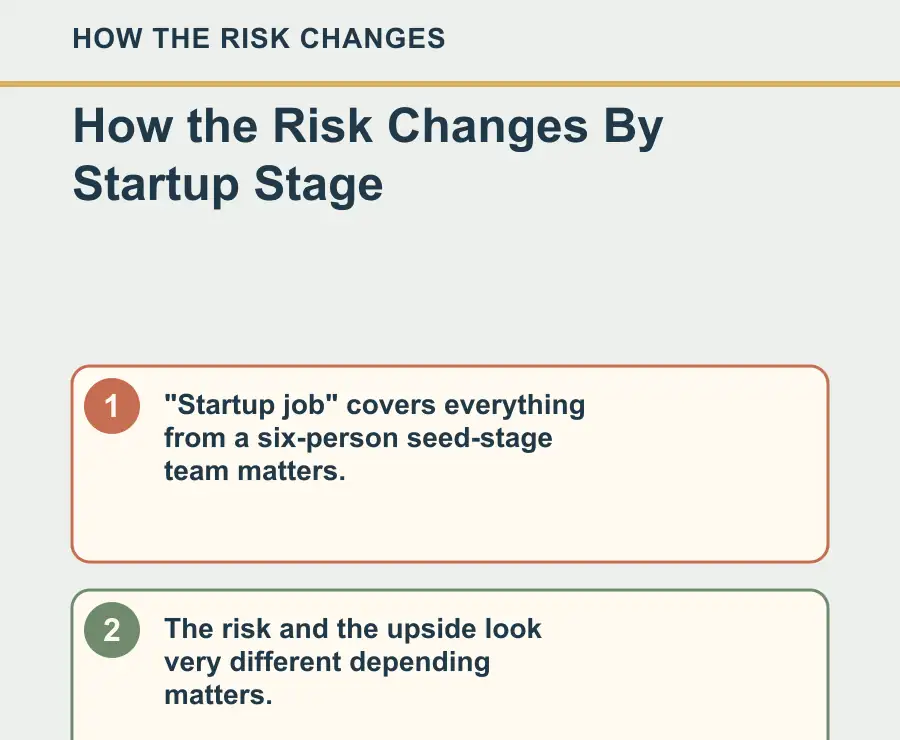 HOW THE RISK CHANGES
How the Risk Changes By
Startup Stage
1
"Startup job" covers everything
from a six-person seed-stage
team matters.
2
The risk and the upside look
very different depending
matters.